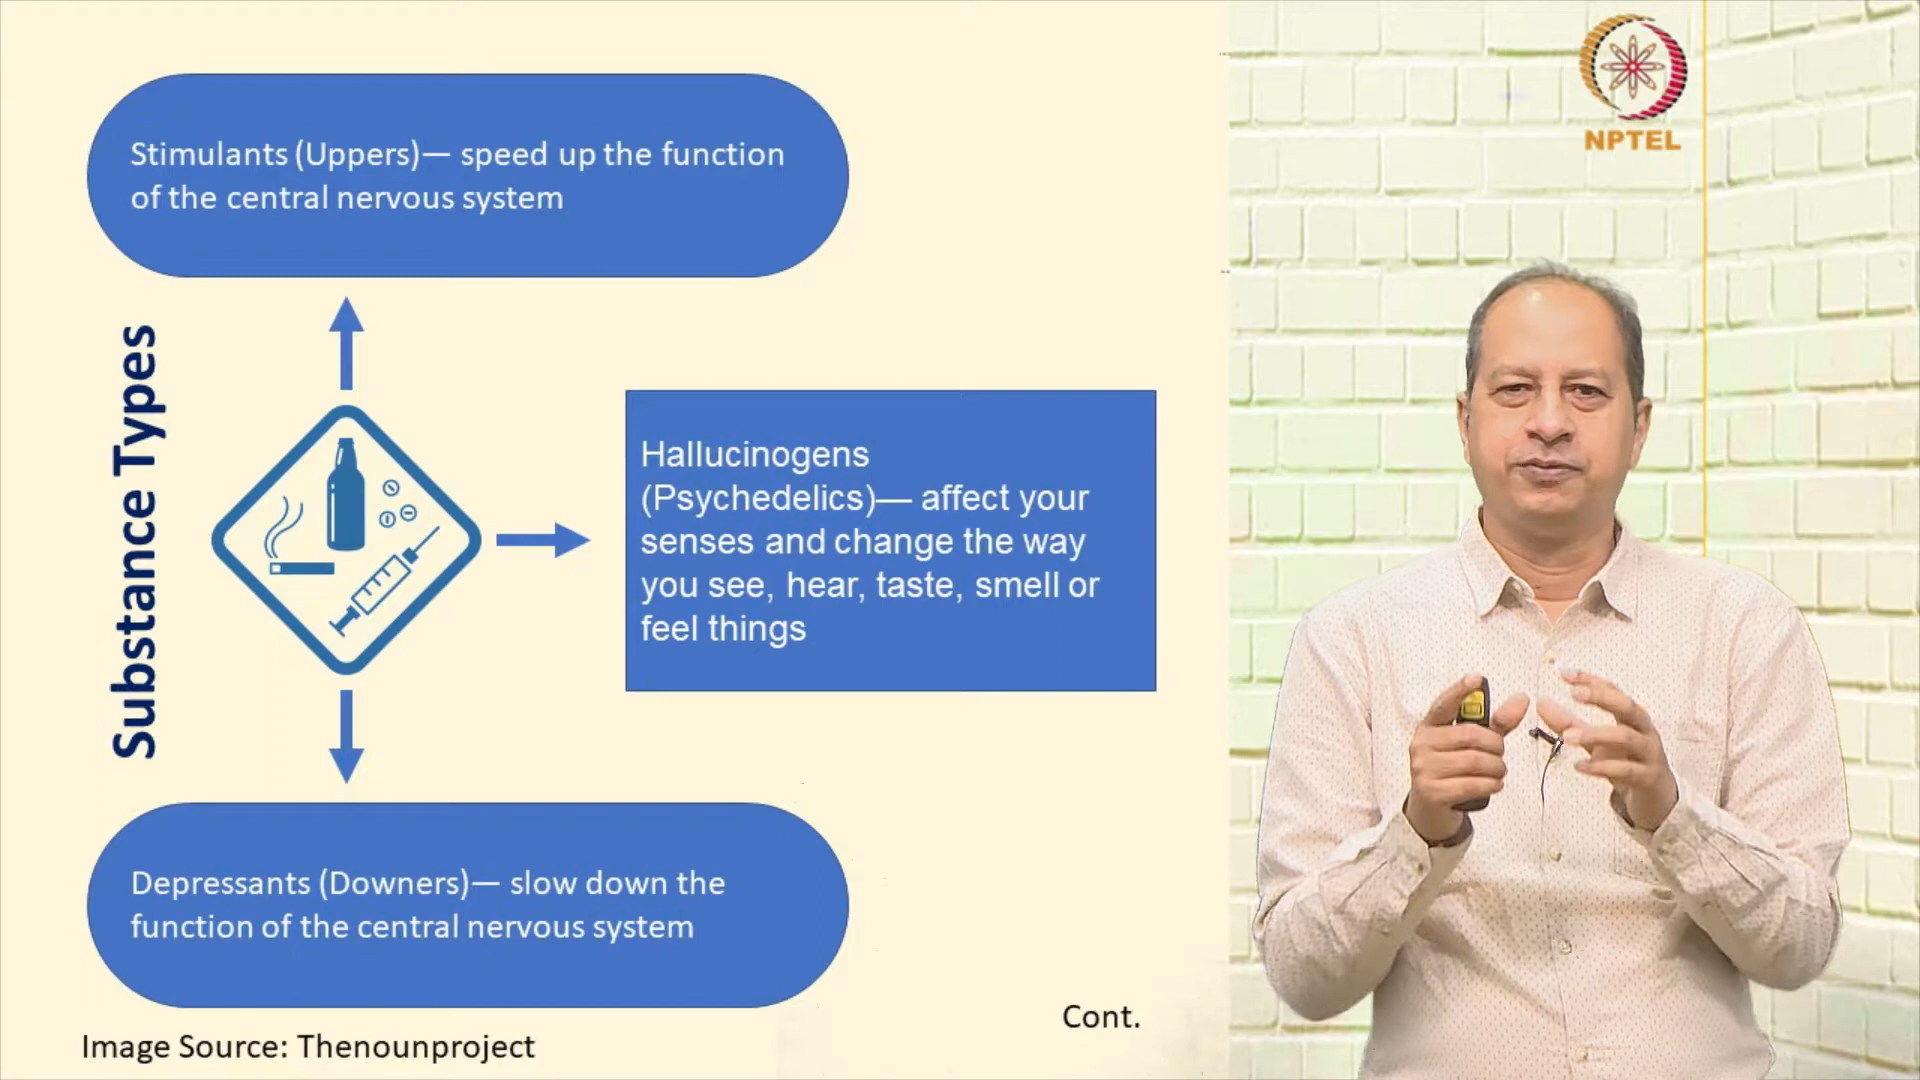 NPTEL
Stimulants (Uppers)— speed up the function
of the central nervous system
Substance Types
Hallucinogens
(Psychedelics)— affect your
senses and change the way
you see, hear, taste, smell or
feel things
Depressants (Downers)— slow down the
function of the central nervous system
Cont.
Image Source: Thenounproject